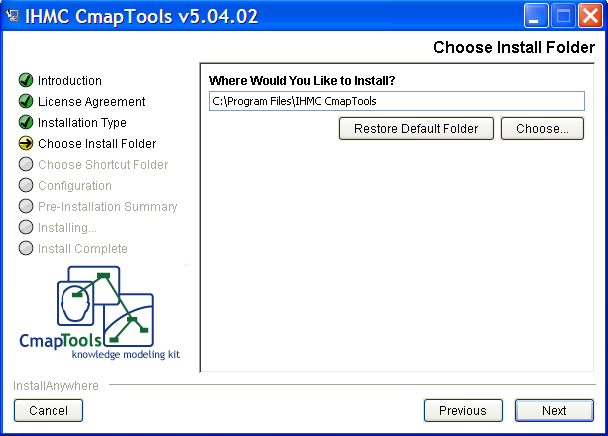 IHMC CmapTools v5.04.02
Choose Install Folder
Introduction
License Agreement
Installation Type
Choose Install Folder
Choose Shortcut Folder
Configuration
Pre-Installation Summary
Installing...
Install Complete
Where Would You Like to Install?
C:\Program Files\IHMC CmapTools
Restore Default Folder
Choose...
CmapTools
knowledge modeling kit
InstallAnywhere
Cancel
Previous
Next